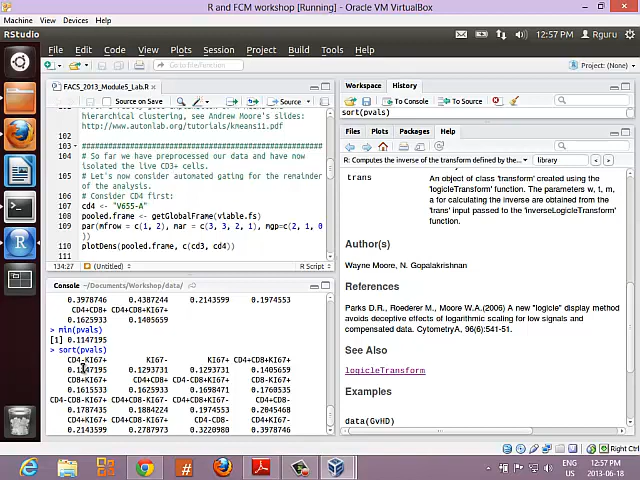 R and FCM workshop [Running] - Oracle VM VirtualBox
Machine View Devices Help
RStudio
12:57 PM Rguru
File Edit Code View Plots Session Project Build Tools Help
Go to file/function
Project: (None)
FACS_2013_Module5_Lab.R
Source on Save
Source
hierarchical clustering, see Andrew Moore's slides:
http://www.autonlab.org/tutorials/kmeans11.pdf
102
103 ####################################################
104 # So far we have preprocessed our data and have now
isolated the live CD3+ cells.
105 # Let's now consider automated gating for the remainder
of the analysis.
106 # Consider CD4 first:
107 cd4 <- "V655-A"
108 pooled.frame <- getGlobalFrame(viable.fs)
109 par(mfrow = c(1, 2), mar = c(3, 3, 2, 1), mgp=c(2, 1, 0
))
110 plotDens(pooled.frame, c(cd3, cd4))
111
134:27 (Untitled) R Script
Console ~/Documents/Workshop/data/
0.3978746 0.4387244 0.2143599 0.1974553
CD4+CD8+ CD4+CD8+KI67+
0.1625933 0.1405659
> min(pvals)
[1] 0.1147195
> sort(pvals)
CD4-KI67+ KI67- KI67+ CD4+CD8+KI67+
0.1147195 0.1293731 0.1293731 0.1405659
CD8+KI67+ CD4+CD8+ CD4+KI67+ CD4+KI67-
0.1615533 0.1625933 0.1698471 0.1760535
CD4-CD8-KI67+ CD8-KI67+ CD4+CD8-KI67+ CD4-CD8-KI67-
0.1787435 0.1884224 0.1974553 0.2045468
CD4+CD8-KI67- CD4-KI67- CD4+CD8- CD4-CD8-
0.2143599 0.2787973 0.3220980 0.3978746
Workspace History
To Console To Source
sort(pvals)
Files Plots Packages Help
R: Computes the inverse of the transform defined by the... library
trans An object of class 'transform' created using the
'logicleTransform' function. The parameters w, t, m,
a for calculating the inverse are obtained from the
'trans' input passed to the 'inverseLogicleTransform'
function.
Author(s)
Wayne Moore, N. Gopalakrishnan
References
Parks D.R., Roederer M., Moore W.A.(2006) A new "logicle" display method
avoids deceptive effects of logarithmic scaling for low signals and
compensated data. CytometryA, 96(6):541-51.
See Also
logicleTransform
Examples
data(GvHD)
Right Ctrl
ENG 12:57 PM
US 2013-06-18